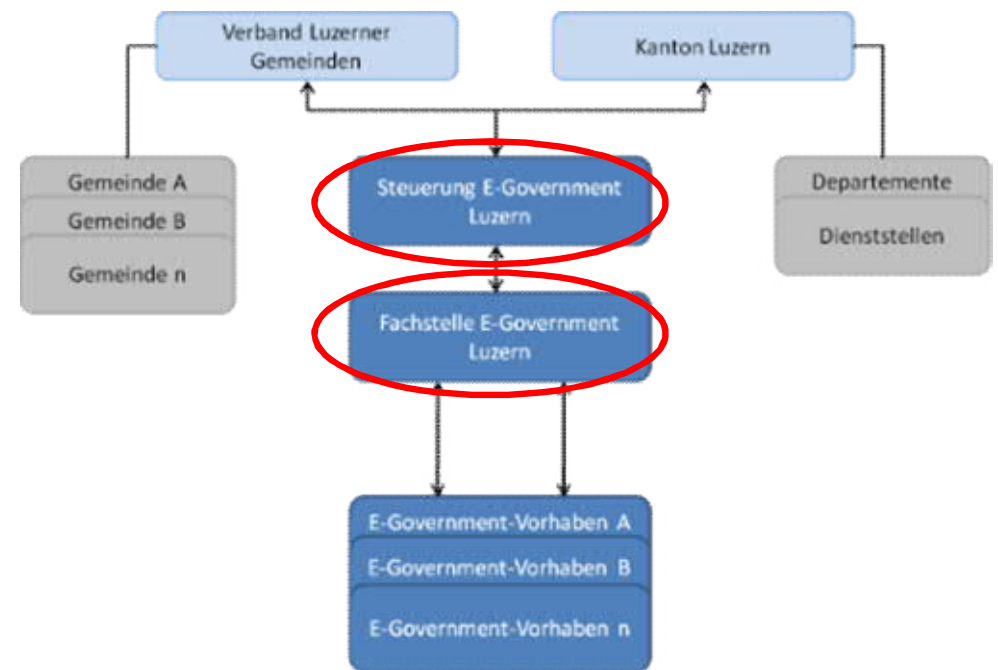 Verband Luzerner
Gemeinden
Kanton Luzern
Gemeinde A
Gemeinde B
Gemeinde n
Steuerung E-Government
Luzern
Departemente
Dienststellen
Fachstelle E-Government
Luzern
E-Government-Vorhaben A
E-Government-Vorhaben B
E-Government-Vorhaben n